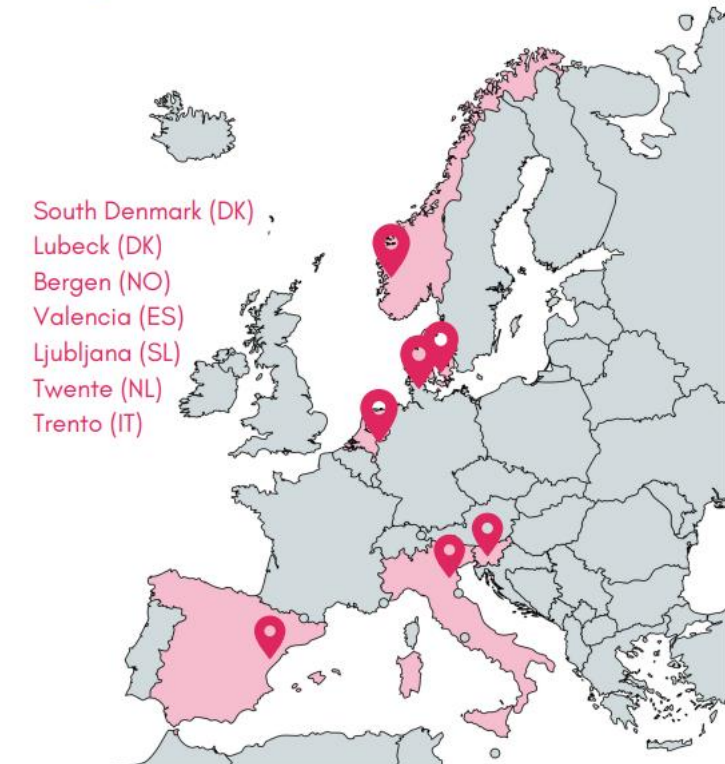 South Denmark (DK)
Lubeck (DK)
Bergen (NO)
Valencia (ES)
Ljubljana (SL)
Twente (NL)
Trento (IT)